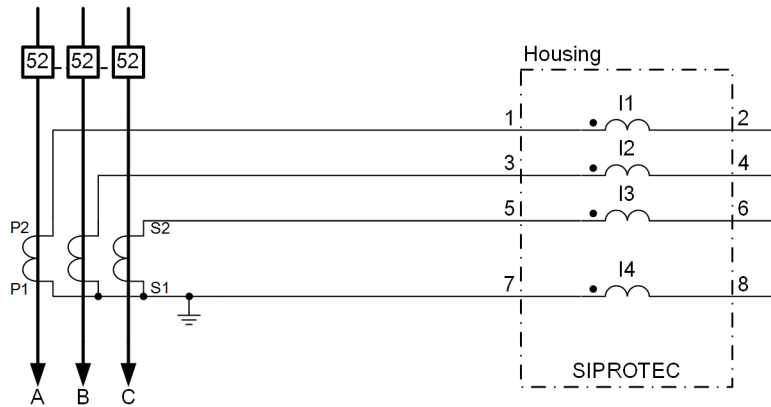 52 52 52
Housing
I1
1 2
I2
3 4
I3
5 6
P2 S2
I4
P1 S1
7 8
SIPROTEC
A B C